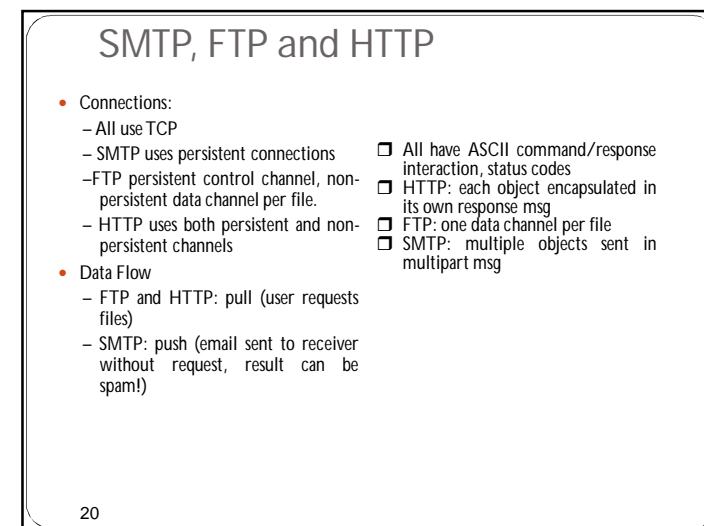 SMTP, FTP and HTTP
• Connections:
– All use TCP
– SMTP uses persistent connections
–FTP persistent control channel, non-
persistent data channel per file.
– HTTP uses both persistent and non-
persistent channels
• Data Flow
– FTP and HTTP: pull (user requests
files)
– SMTP: push (email sent to receiver
without request, result can be
spam!)
❒ All have ASCII command/response
interaction, status codes
❒ HTTP: each object encapsulated in
its own response msg
❒ FTP: one data channel per file
❒ SMTP: multiple objects sent in
multipart msg
20